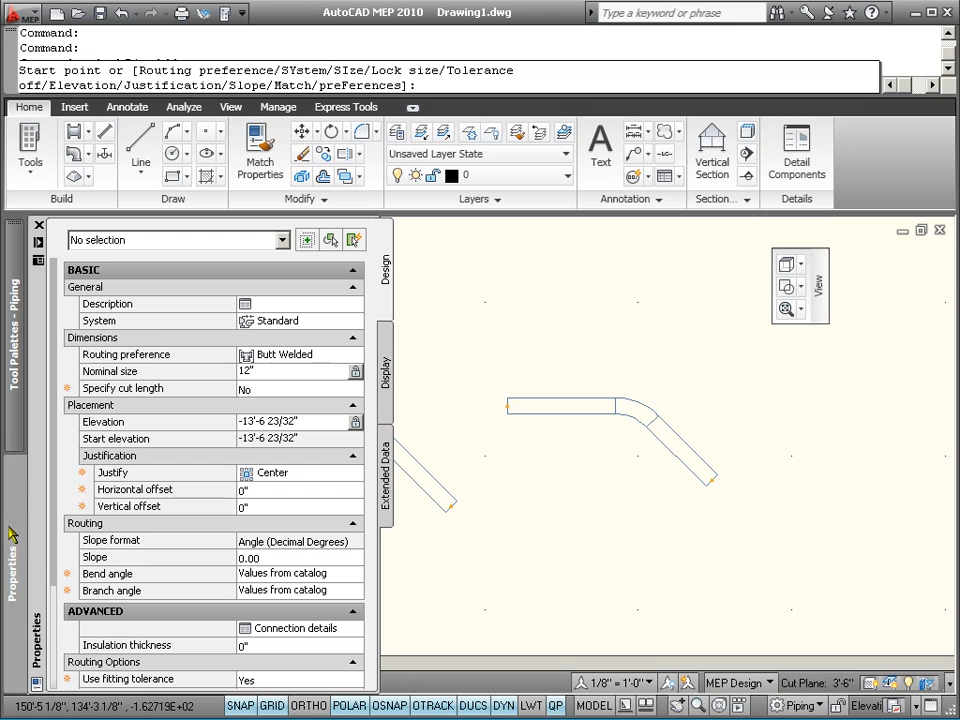 AutoCAD MEP 2010 Drawing1.dwg
Type a keyword or phrase
MEP
Command:
Command:
Start point or [Routing preference/SYstem/SIze/Lock size/Tolerance
off/Elevation/Justification/Slope/Match/preFerences]:
Home Insert Annotate Analyze View Manage Express Tools
Tools
Line
Match
Properties
Unsaved Layer State
0
Text
Vertical
Section
Detail
Components
Build Draw Modify Layers Annotation Section... Details
Tool Palettes - Piping
Properties
Properties
No selection
Design
Display
Extended Data
BASIC
General
Description
System Standard
Dimensions
Routing preference Butt Welded
Nominal size 12"
Specify cut length No
Placement
Elevation -13'-6 23/32"
Start elevation -13'-6 23/32"
Justification
Justify Center
Horizontal offset 0"
Vertical offset 0"
Routing
Slope format Angle (Decimal Degrees)
Slope 0.00
Bend angle Values from catalog
Branch angle Values from catalog
ADVANCED
Connection details
Insulation thickness 0"
Routing Options
Use fitting tolerance Yes
View
1/8" = 1'-0" MEP Design Cut Plane: 3'-6"
150'-5 1/8", 134'-3 1/8", -1.62719E+02 SNAP GRID ORTHO POLAR OSNAP OTRACK DUCS DYN LWT QP MODEL Piping Elevati